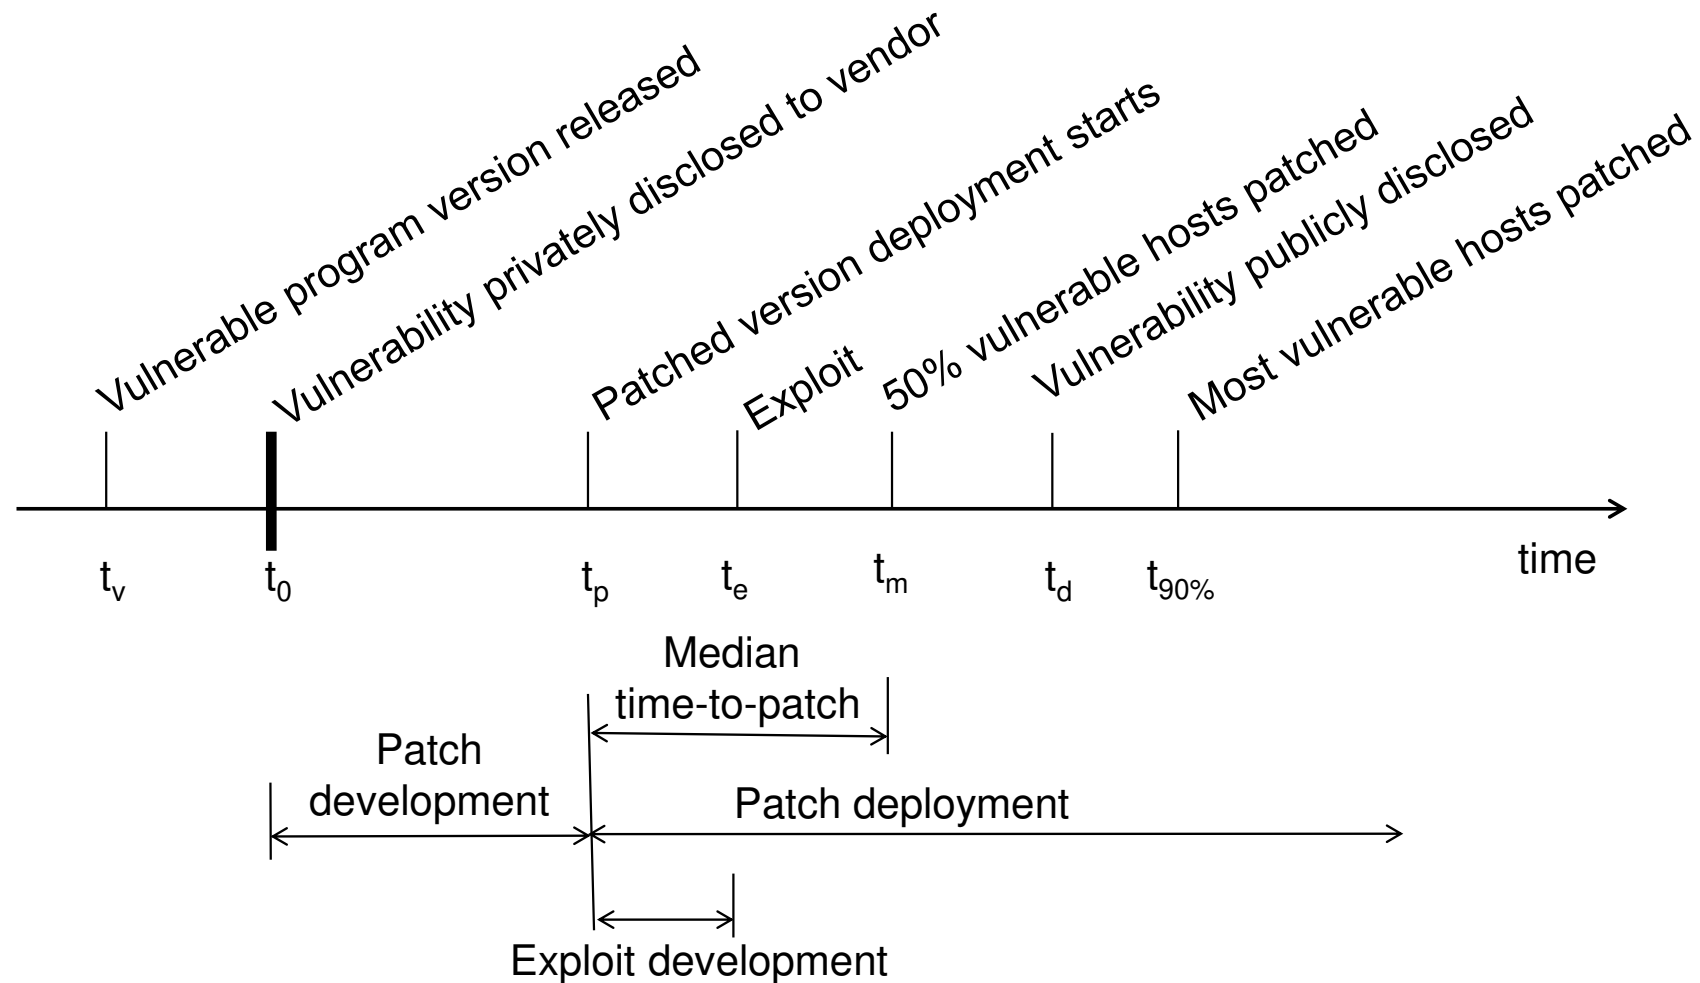 Vulnerable program version released
Vulnerability privately disclosed to vendor
Patched version deployment starts
Exploit
50% vulnerable hosts patched
Vulnerability publicly disclosed
Most vulnerable hosts patched
time
tv
t0
tp
te
tm
td
t90%
Median
time-to-patch
Patch
development
Patch deployment
Exploit development